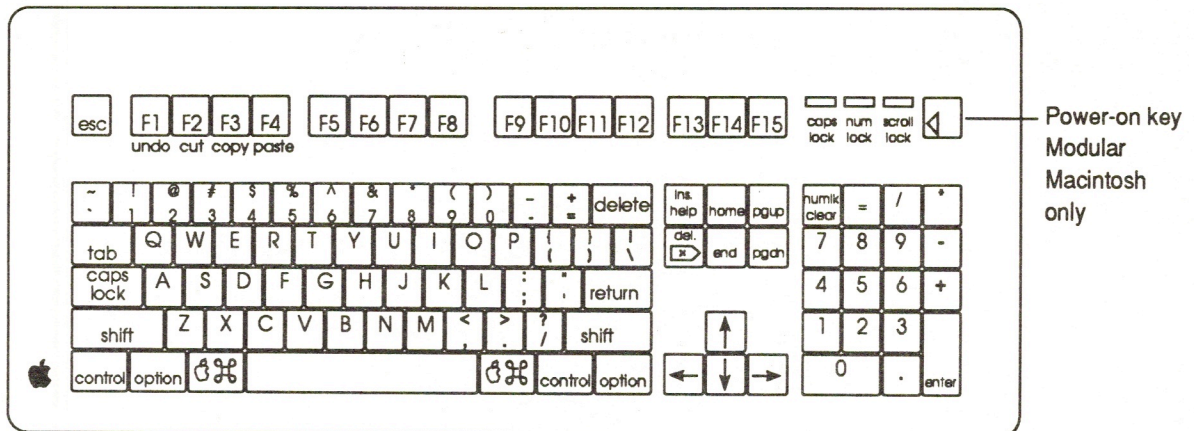 esc F1 F2 F3 F4 F5 F6 F7 F8 F9 F10 F11 F12 F13 F14 F15
undo cut copy paste
caps lock num lock scroll lock
Power-on key
Modular
Macintosh
only
~ ` ! 1 @ 2 # 3 $ 4 % 5 ^ 6 & 7 * 8 ( 9 ) 0 _ - + = delete
ins. help home pgup
numlk clear = / *
tab Q W E R T Y U I O P { ( } ) | \
del. end pgdn
7 8 9 -
caps lock A S D F G H J K L : ; " ' return
4 5 6 +
shift Z X C V B N M < , > . ? / shift
↑
1 2 3
control option ⌘ ⌘ control option
← ↓ →
0 . enter